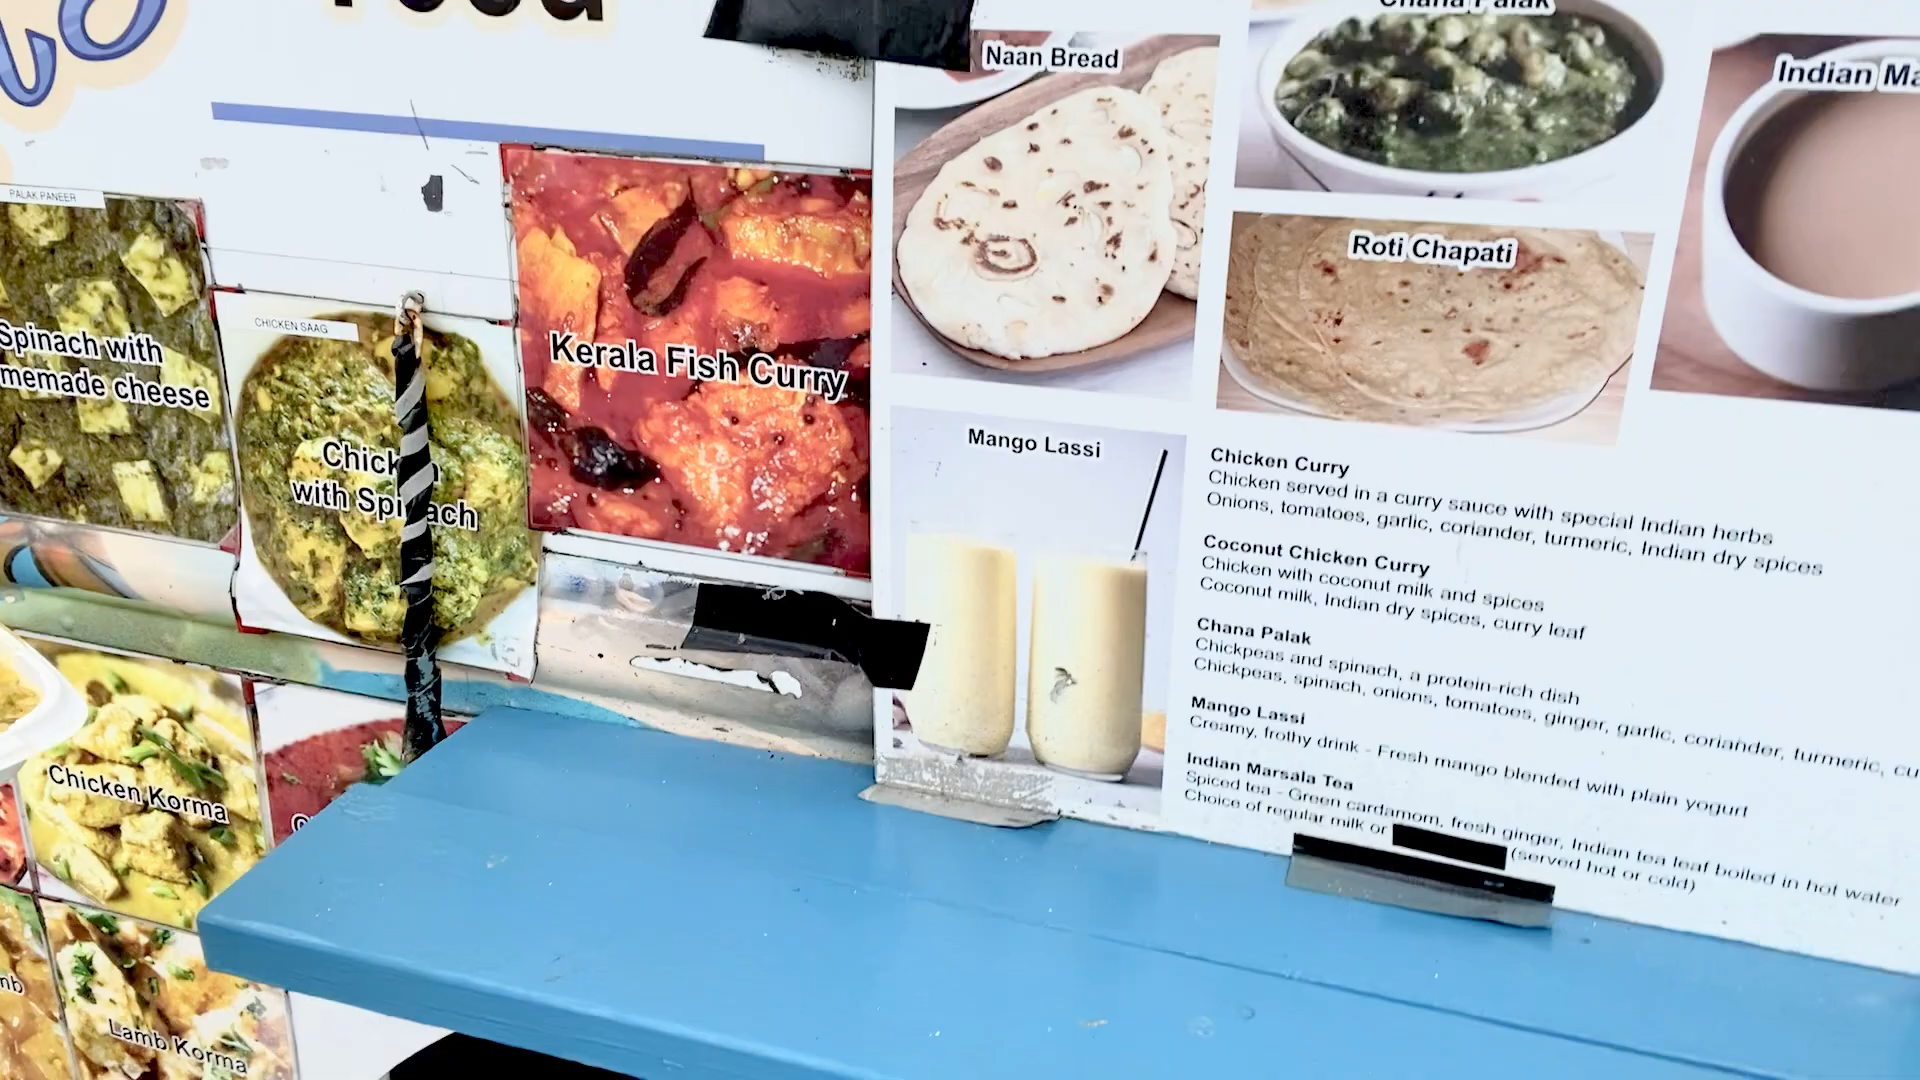 Food
PALAK PANEER
Spinach with
memade cheese
CHICKEN SAAG
Chicken
with Spinach
Kerala Fish Curry
Chicken Korma
Lamb Korma
Naan Bread
Chana Palak
Indian Ma
Roti Chapati
Mango Lassi
Chicken Curry
Chicken served in a curry sauce with special Indian herbs
Onions, tomatoes, garlic, coriander, turmeric, Indian dry spices
Coconut Chicken Curry
Chicken with coconut milk and spices
Coconut milk, Indian dry spices, curry leaf
Chana Palak
Chickpeas and spinach, a protein-rich dish
Chickpeas, spinach, onions, tomatoes, ginger, garlic, coriander, turmeric, cu
Mango Lassi
Creamy, frothy drink - Fresh mango blended with plain yogurt
Indian Marsala Tea
Spiced tea - Green cardamom, fresh ginger, Indian tea leaf boiled in hot water
Choice of regular milk or (served hot or cold)